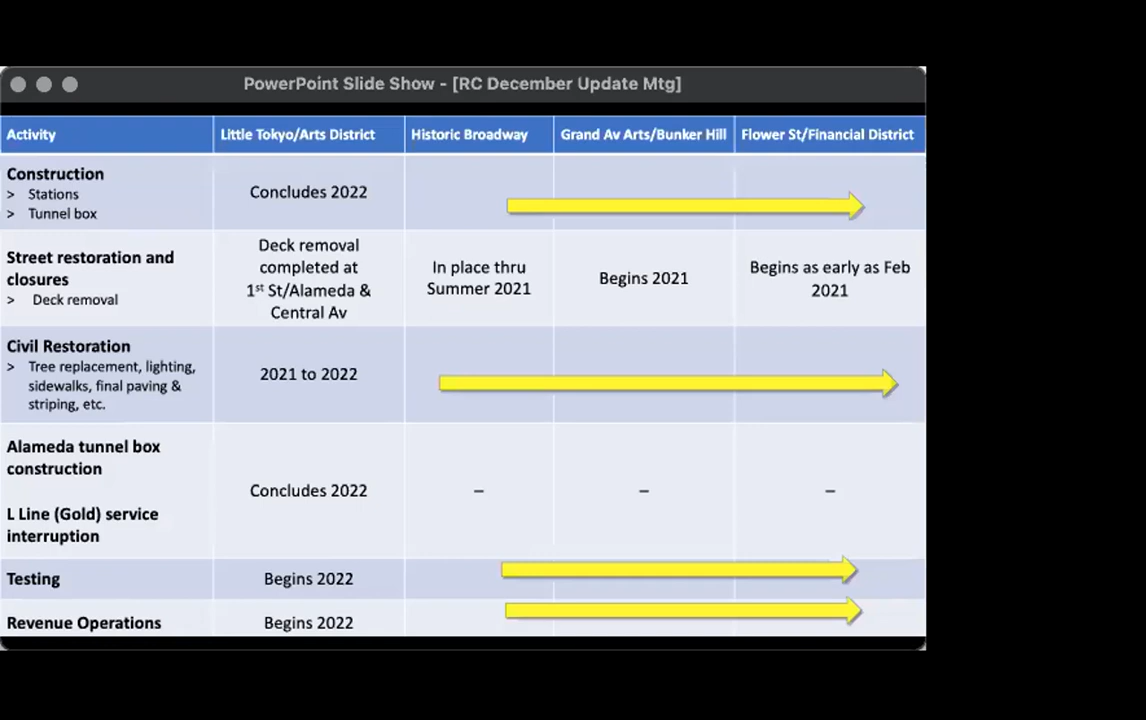 PowerPoint Slide Show - [RC December Update Mtg]
Activity
Little Tokyo/Arts District
Historic Broadway
Grand Av Arts/Bunker Hill
Flower St/Financial District
Construction
> Stations
> Tunnel box
Concludes 2022
Street restoration and
closures
> Deck removal
Deck removal
completed at
1st St/Alameda &
Central Av
In place thru
Summer 2021
Begins 2021
Begins as early as Feb
2021
Civil Restoration
> Tree replacement, lighting,
sidewalks, final paving &
striping, etc.
2021 to 2022
Alameda tunnel box
construction
L Line (Gold) service
interruption
Concludes 2022
–
–
–
Testing
Begins 2022
Revenue Operations
Begins 2022